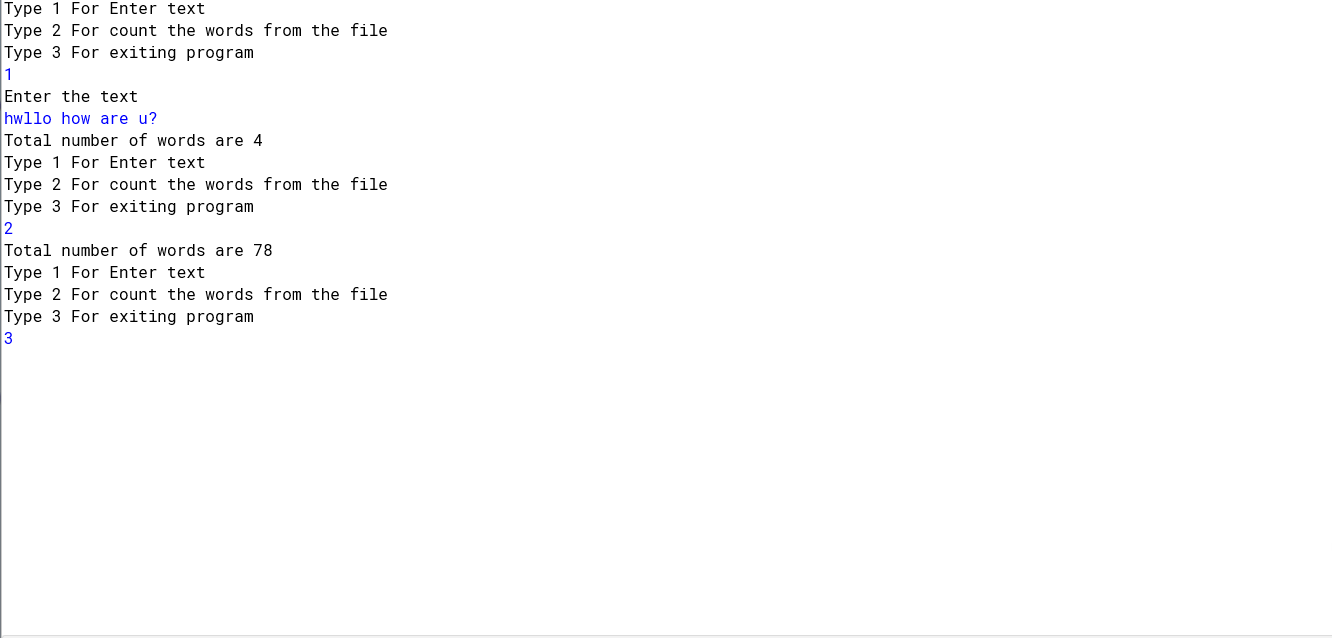 Type 1 For Enter text
Type 2 For count the words from the file
Type 3 For exiting program
1
Enter the text
hwllo how are u?
Total number of words are 4
Type 1 For Enter text
Type 2 For count the words from the file
Type 3 For exiting program
2
Total number of words are 78
Type 1 For Enter text
Type 2 For count the words from the file
Type 3 For exiting program
3